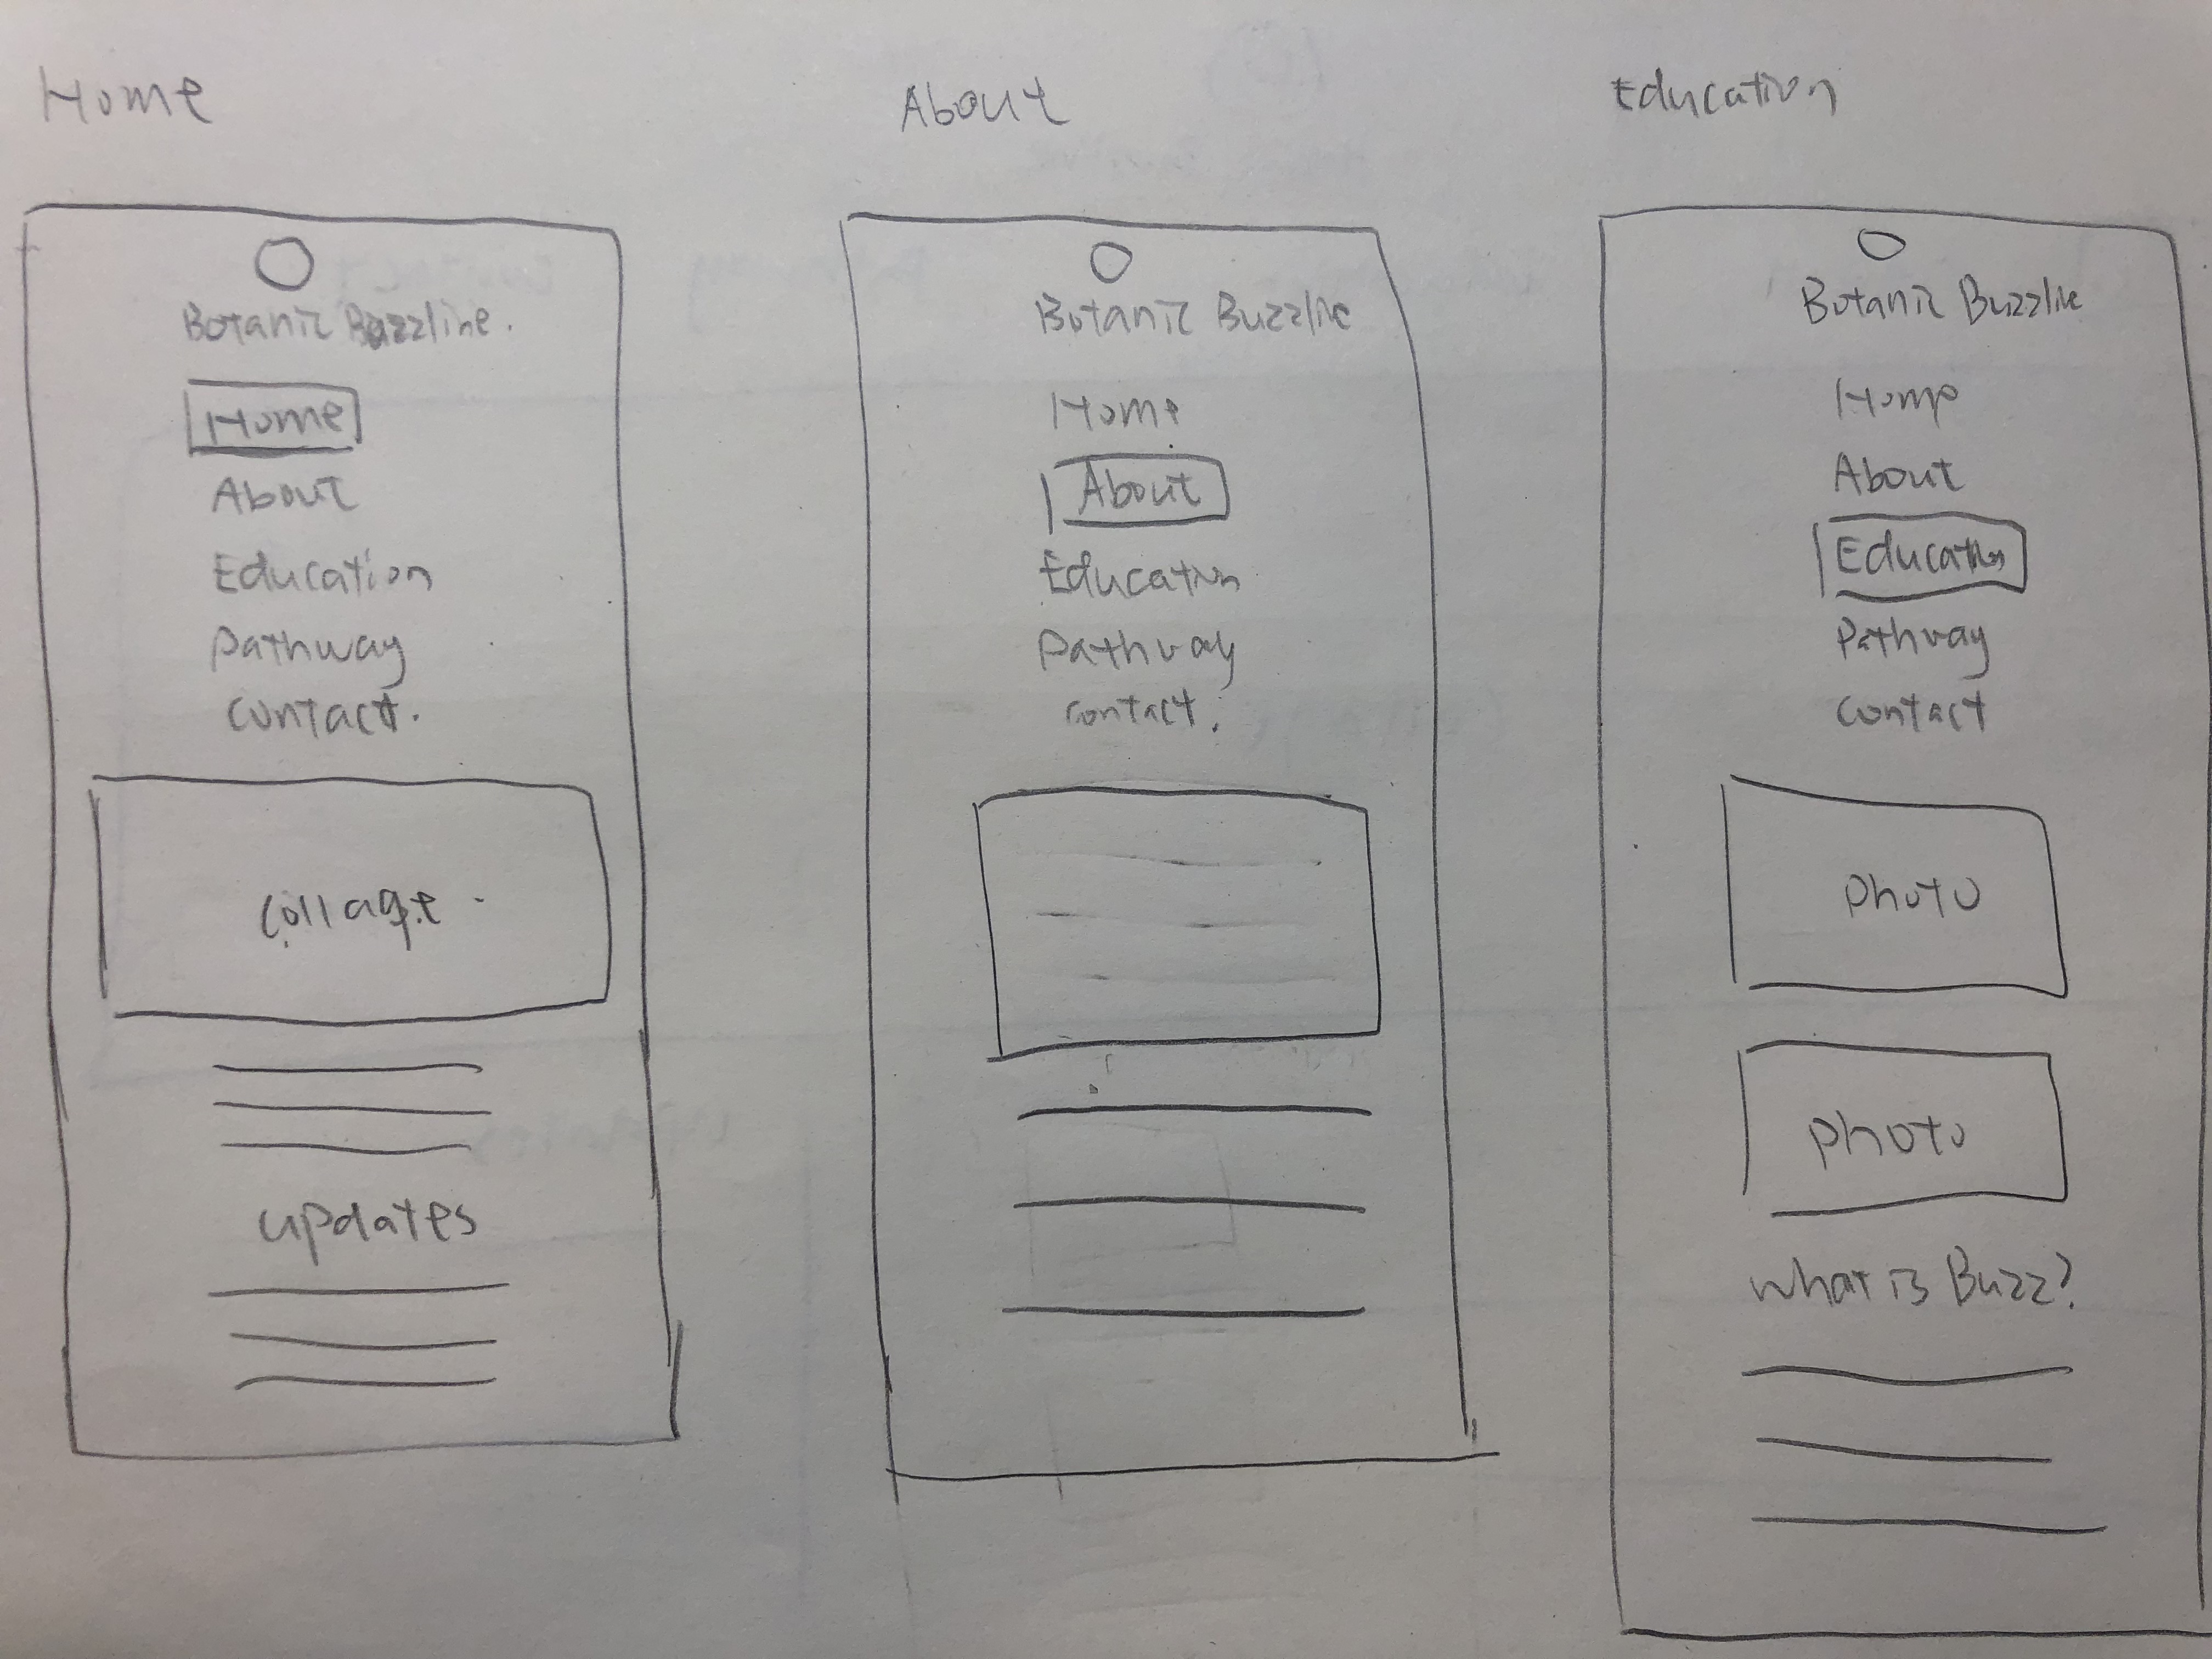 Home
About
Education
Botanic Buzzline.
Home
About
Education
Pathway
Contact.
Collage
updates
Botanic Buzzline
Home
About
Education
Pathway
Contact.
Botanic Buzzline
Home
About
Education
Pathway
Contact
Photo
Photo
What is Buzz?